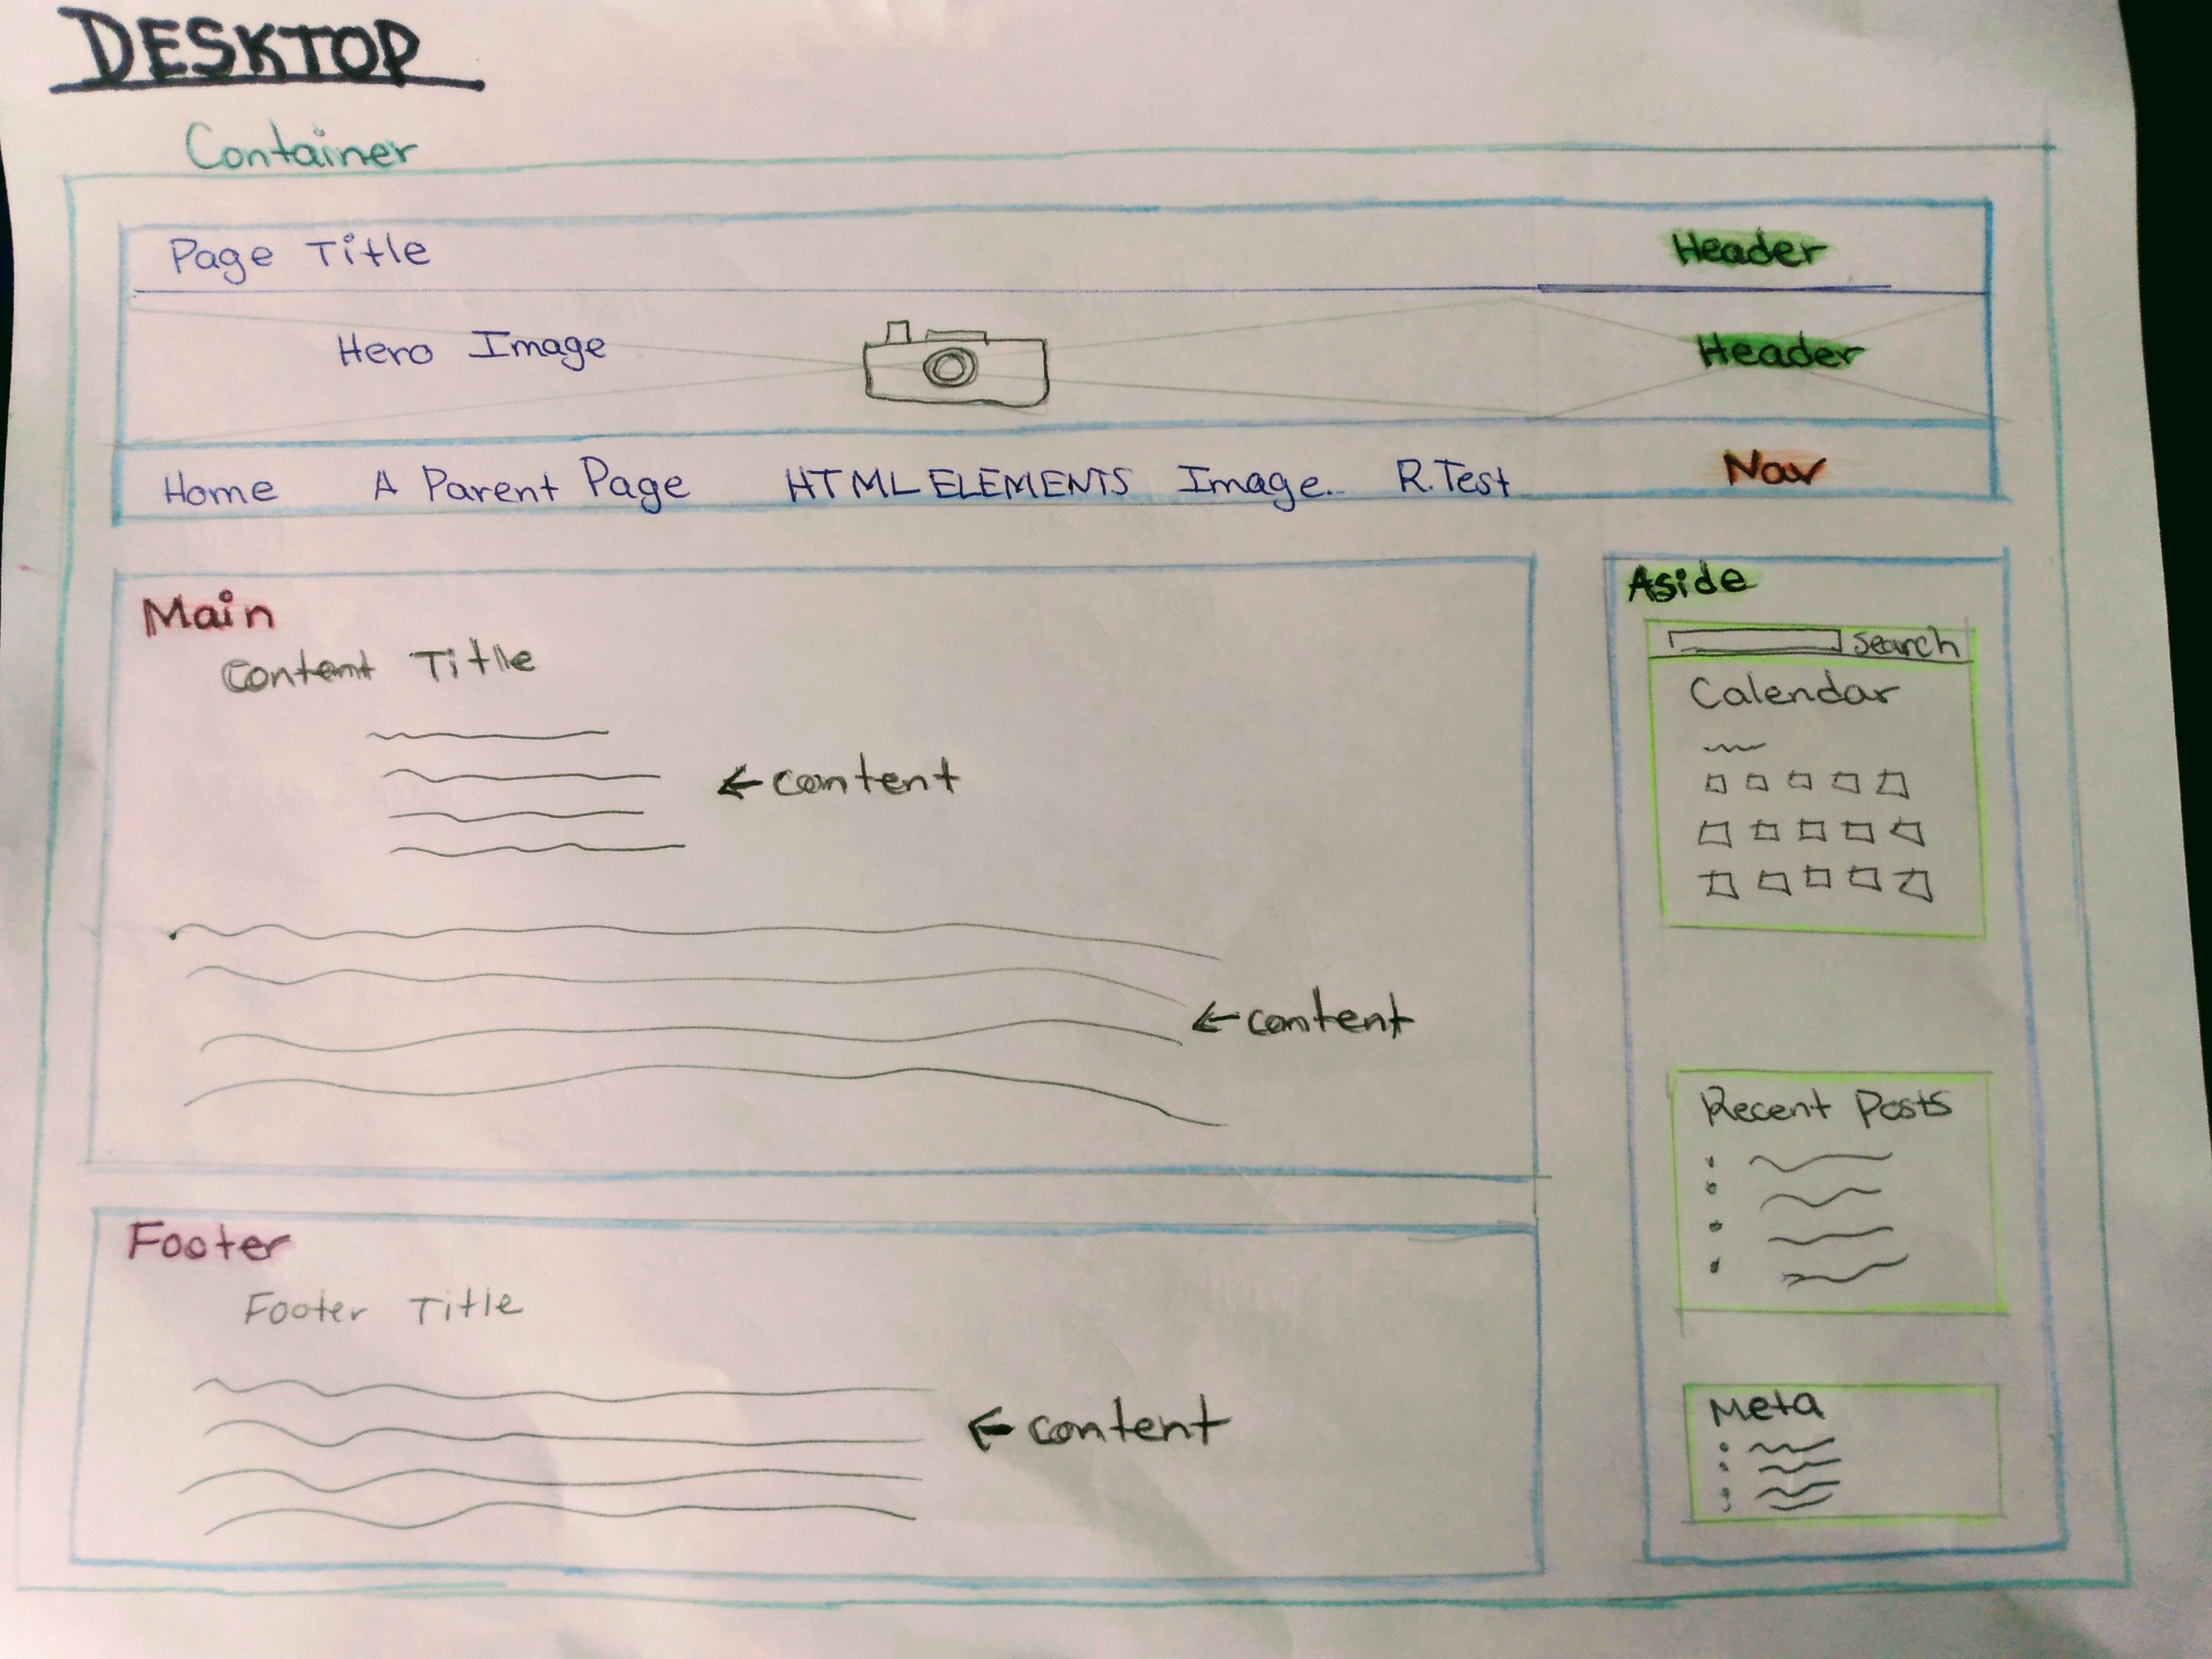 DESKTOP
Container
Page Title Header
Hero Image Header
Home A Parent Page HTML ELEMENTS Image.. R.Test Nav
Main
Content Title
← content
← content
Footer
Footer Title
← content
Aside
Search
Calendar
Recent Posts
Meta